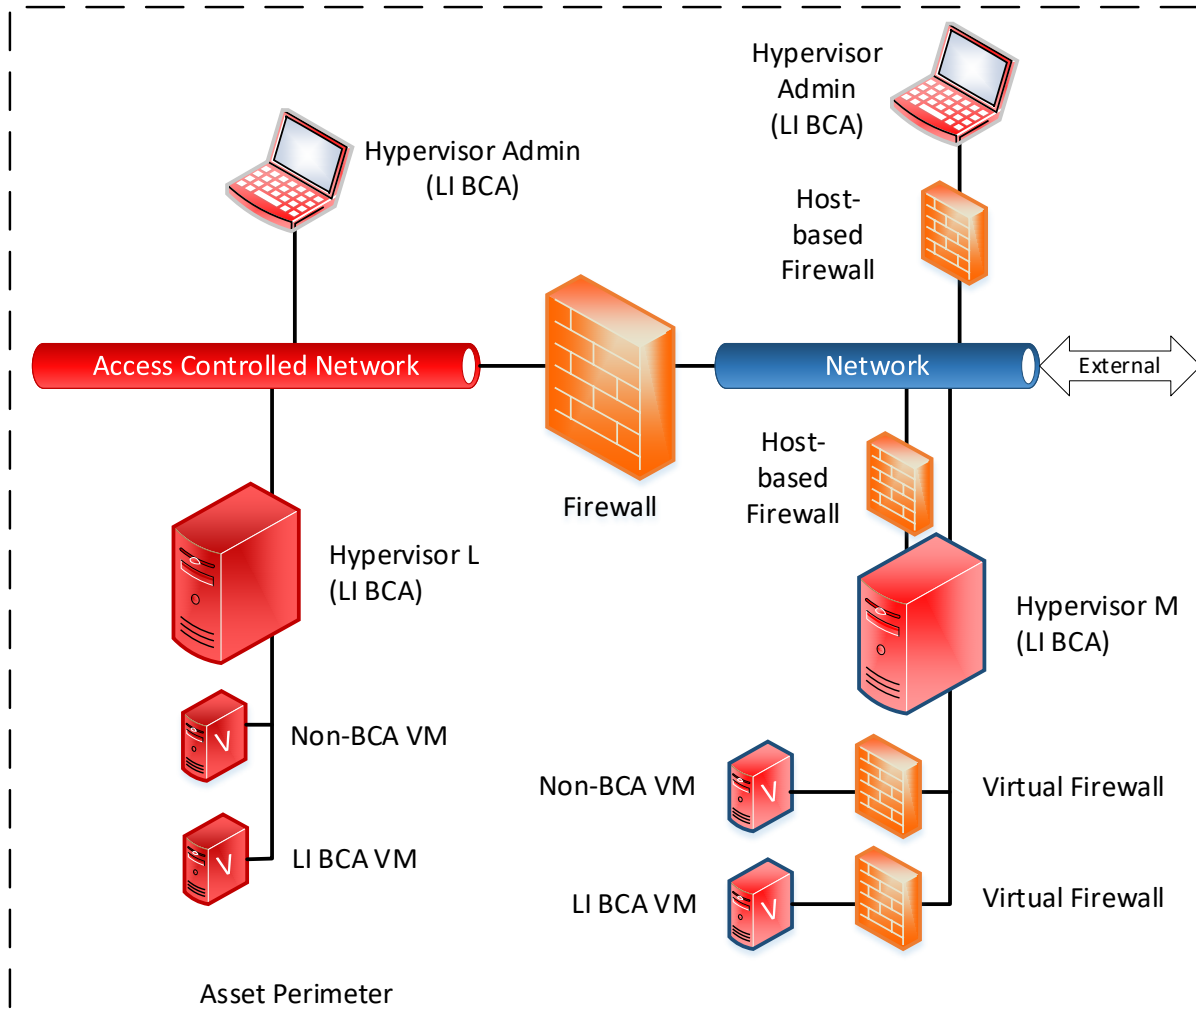 Hypervisor
Admin
(LI BCA)
Hypervisor Admin
(LI BCA)
Host-
based
Firewall
Access Controlled Network
Network
External
Host-
based
Firewall
Firewall
Hypervisor L
(LI BCA)
Hypervisor M
(LI BCA)
Non-BCA VM
V
Non-BCA VM
V
Virtual Firewall
LI BCA VM
V
LI BCA VM
V
Virtual Firewall
Asset Perimeter